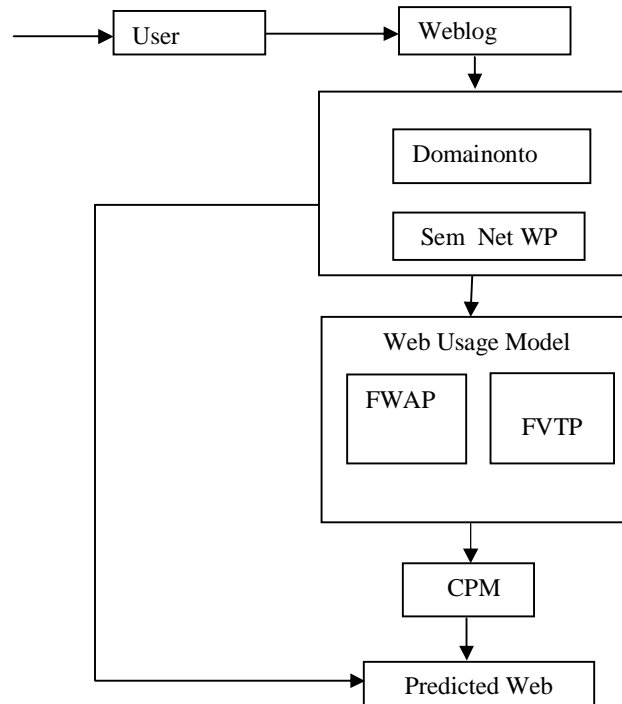 User
Weblog
Domainonto
Sem Net WP
Web Usage Model
FWAP
FVTP
CPM
Predicted Web